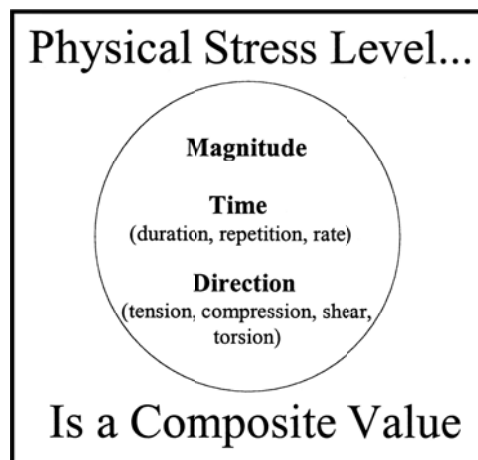 Physical Stress Level...
Magnitude
Time
(duration, repetition, rate)
Direction
(tension, compression, shear,
torsion)
Is a Composite Value